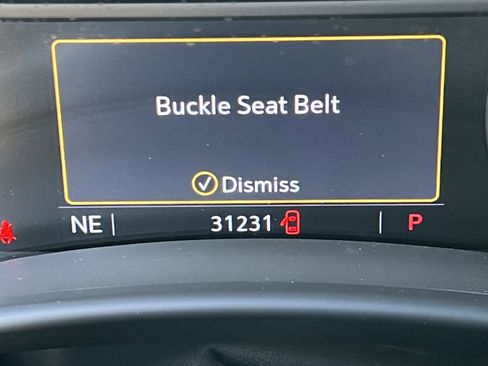 Buckle Seat Belt
Dismiss
NE 31231 P